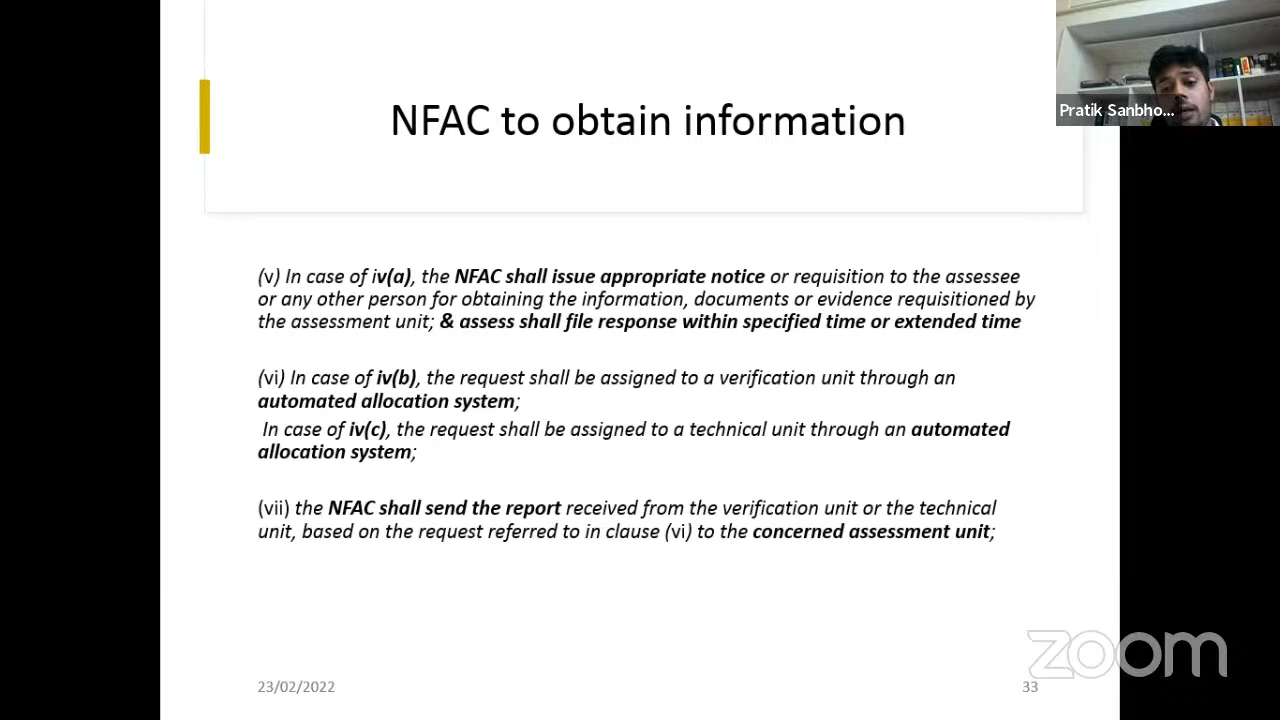 NFAC to obtain information
Pratik Sanbho...
(v) In case of iv(a), the NFAC shall issue appropriate notice or requisition to the assessee
or any other person for obtaining the information, documents or evidence requisitioned by
the assessment unit; & assess shall file response within specified time or extended time
(vi) In case of iv(b), the request shall be assigned to a verification unit through an
automated allocation system;
In case of iv(c), the request shall be assigned to a technical unit through an automated
allocation system;
(vii) the NFAC shall send the report received from the verification unit or the technical
unit, based on the request referred to in clause (vi) to the concerned assessment unit;
zoom
23/02/2022
33